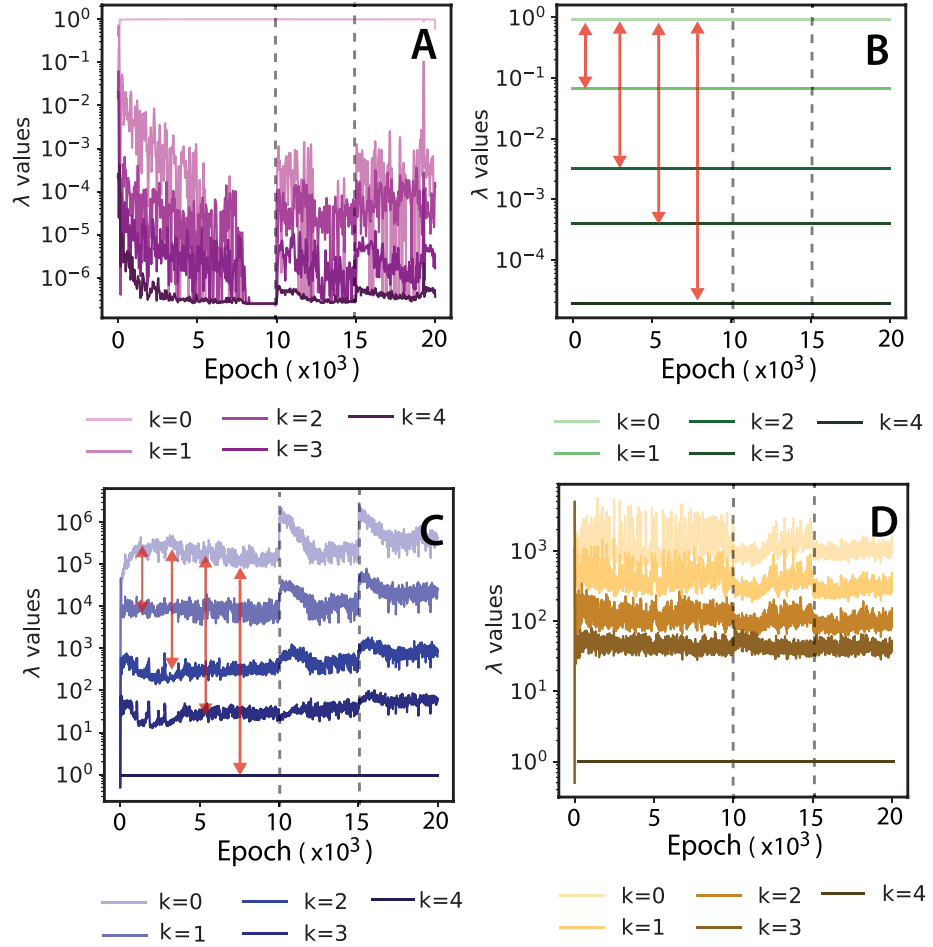 A
λ values
10^0
10^-1
10^-2
10^-3
10^-4
10^-5
10^-6
0 5 10 15 20
Epoch (x10^3)
k=0 k=2 k=4
k=1 k=3
B
λ values
10^0
10^-1
10^-2
10^-3
10^-4
0 5 10 15 20
Epoch (x10^3)
k=0 k=2 k=4
k=1 k=3
C
λ values
10^6
10^5
10^4
10^3
10^2
10^1
10^0
0 5 10 15 20
Epoch (x10^3)
k=0 k=2 k=4
k=1 k=3
D
λ values
10^3
10^2
10^1
10^0
0 5 10 15 20
Epoch (x10^3)
k=0 k=2 k=4
k=1 k=3